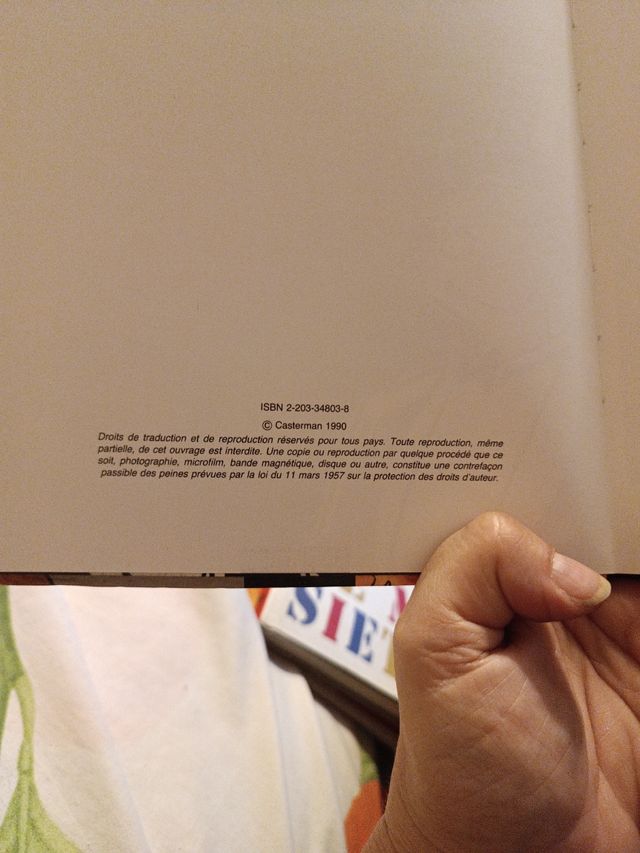 ISBN 2-203-34803-8
© Casterman 1990
Droits de traduction et de reproduction réservés pour tous pays. Toute reproduction, même
partielle, de cet ouvrage est interdite. Une copie ou reproduction par quelque procédé que ce
soit, photographie, microfilm, bande magnétique, disque ou autre, constitue une contrefaçon
passible des peines prévues par la loi du 11 mars 1957 sur la protection des droits d'auteur.
SIE